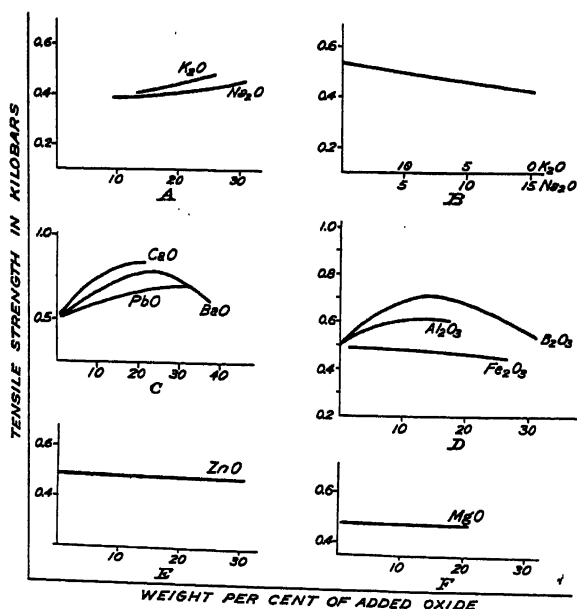 TENSILE STRENGTH IN KILOBARS
0.6
0.4
0.2
K2O
Na2O
10 20 30
A
0.6
0.4
0.2
10 5 0 K2O
5 10 15 Na2O
B
1.0
0.5
CaO
PbO
BaO
10 20 30 40
C
1.0
0.8
0.6
0.4
0.2
Al2O3
B2O3
Fe2O3
10 20 30
D
0.6
0.4
ZnO
10 20 30
E
0.6
0.4
MgO
10 20 30
F
WEIGHT PER CENT OF ADDED OXIDE